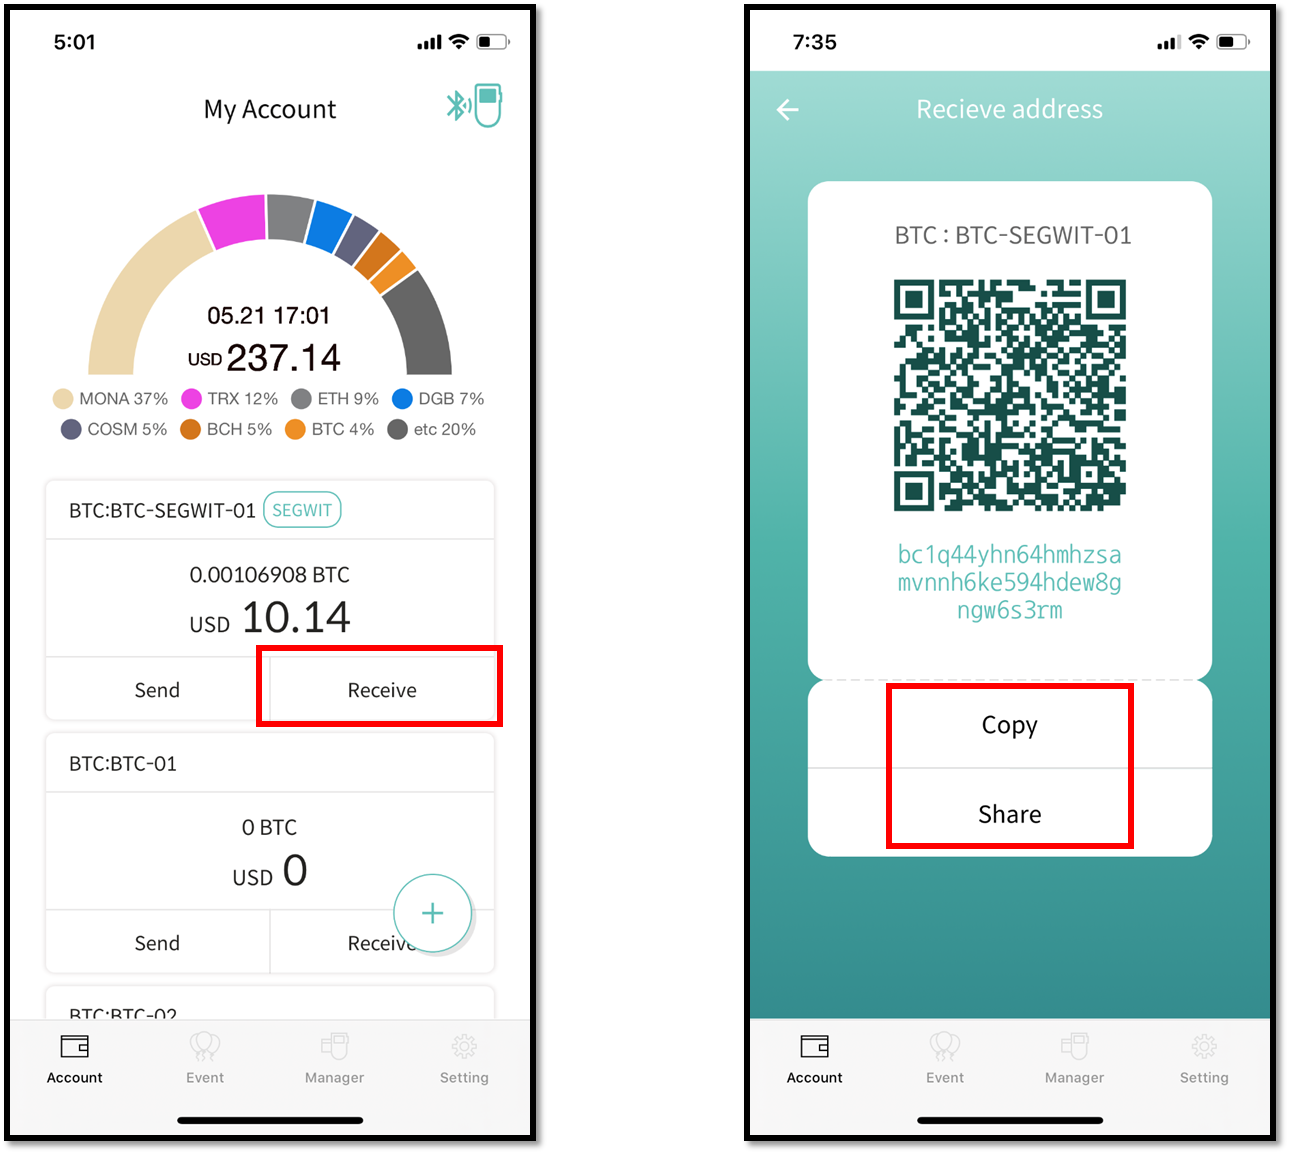 5:01
My Account
05.21 17:01
USD 237.14
MONA 37% TRX 12% ETH 9% DGB 7%
COSM 5% BCH 5% BTC 4% etc 20%
BTC:BTC-SEGWIT-01 SEGWIT
0.00106908 BTC
USD 10.14
Send Receive
BTC:BTC-01
0 BTC
USD 0
Send Receive
BTC:BTC-02
Account Event Manager Setting
7:35
Recieve address
BTC : BTC-SEGWIT-01
bc1q44yhn64hmhzsa
mvnnh6ke594hdew8g
ngw6s3rm
Copy
Share
Account Event Manager Setting